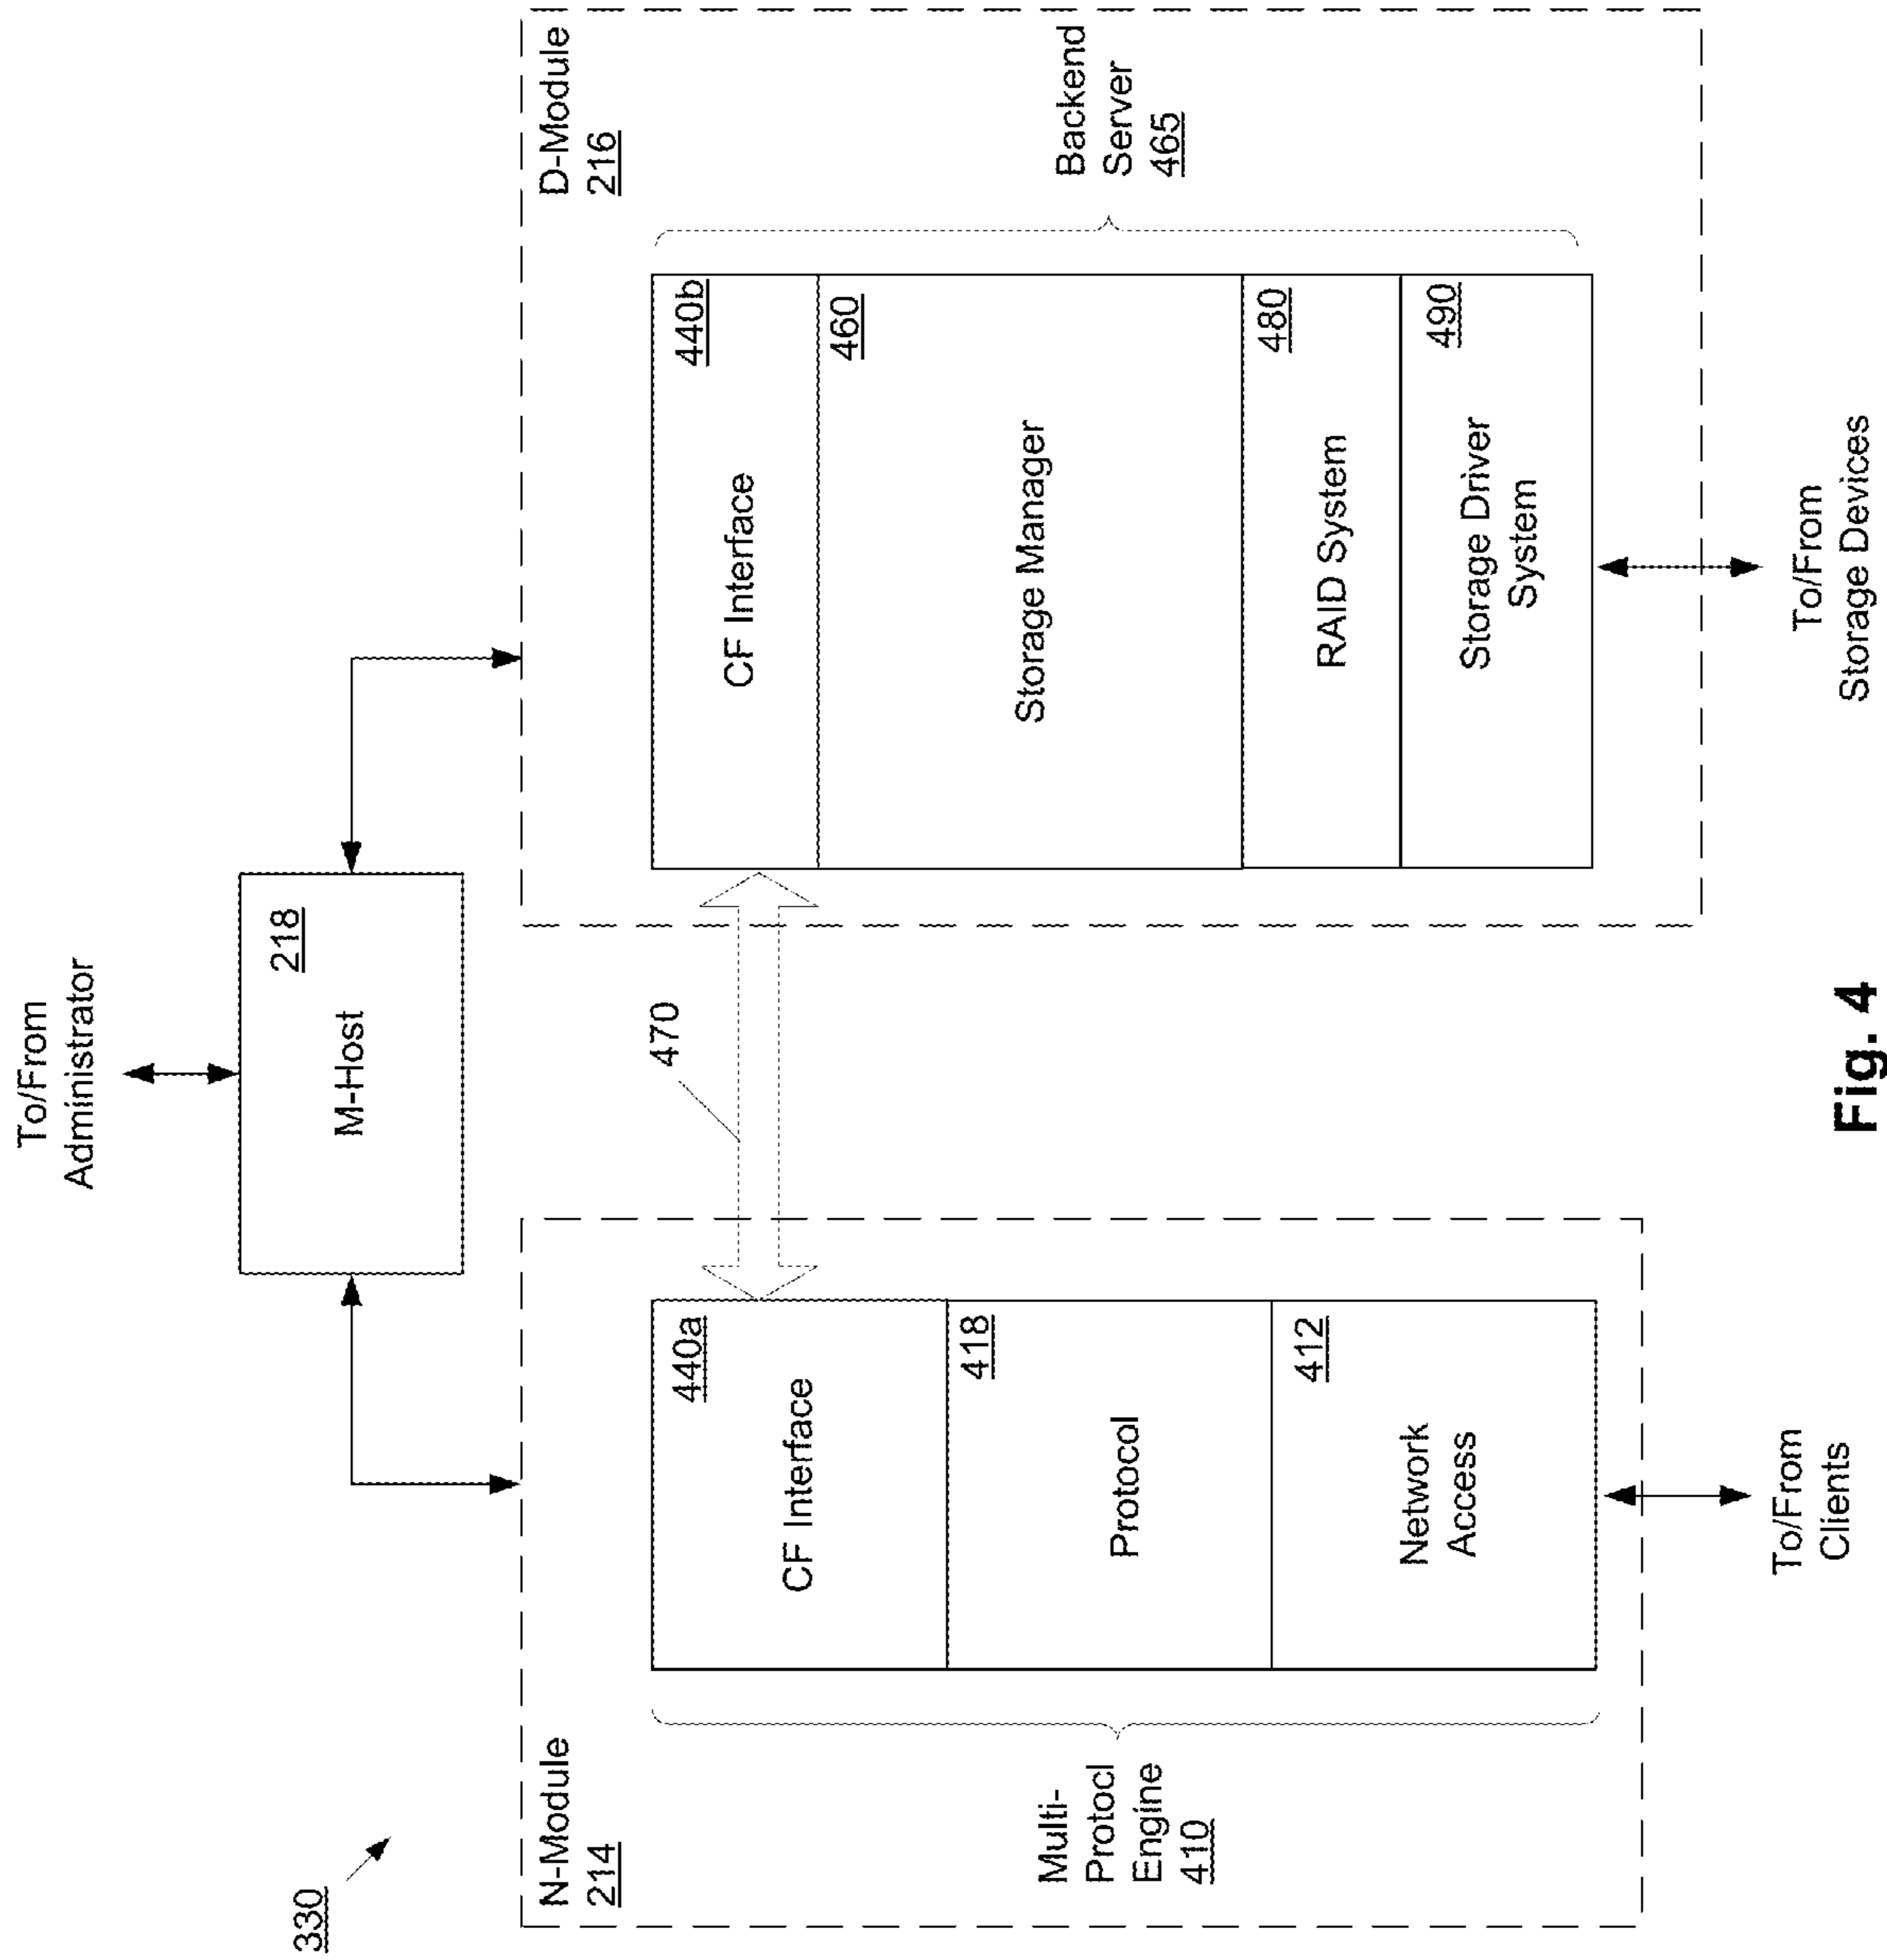 330
To/From
Administrator
M-Host
218
N-Module
214
Multi-
Protocl
Engine
410
CF Interface
440a
Protocol
418
Network
Access
412
To/From
Clients
470
D-Module
216
CF Interface
440b
Storage Manager
460
RAID System
480
Storage Driver
System
490
Backend
Server
465
To/From
Storage Devices
Fig. 4